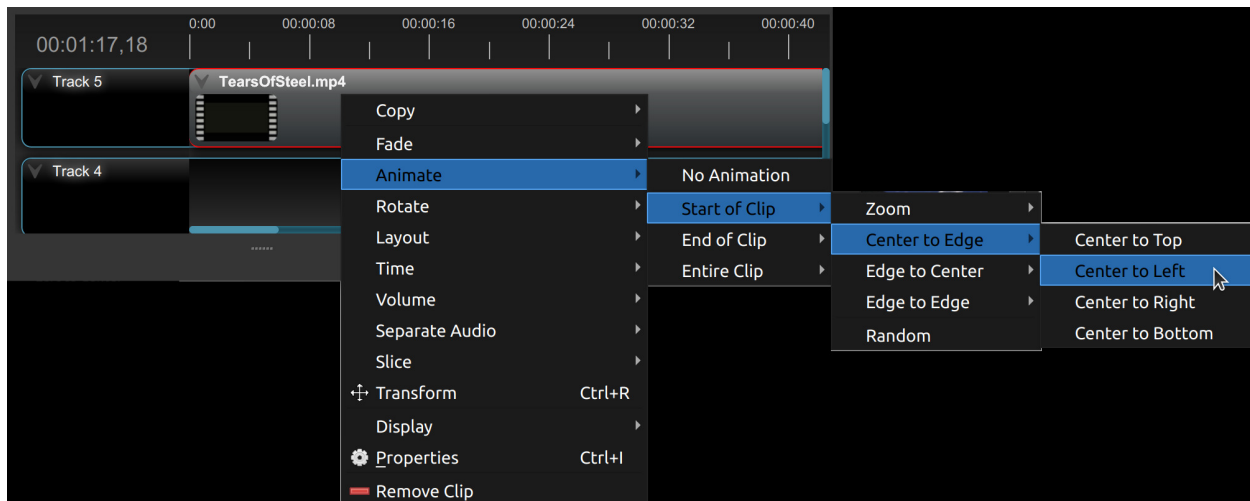 0:00 00:00:08 00:00:16 00:00:24 00:00:32 00:00:40
00:01:17,18
Track 5
TearsOfSteel.mp4
Track 4
Copy
Fade
Animate
Rotate
Layout
Time
Volume
Separate Audio
Slice
Transform Ctrl+R
Display
Properties Ctrl+I
Remove Clip
No Animation
Start of Clip
End of Clip
Entire Clip
Zoom
Center to Edge
Edge to Center
Edge to Edge
Random
Center to Top
Center to Left
Center to Right
Center to Bottom